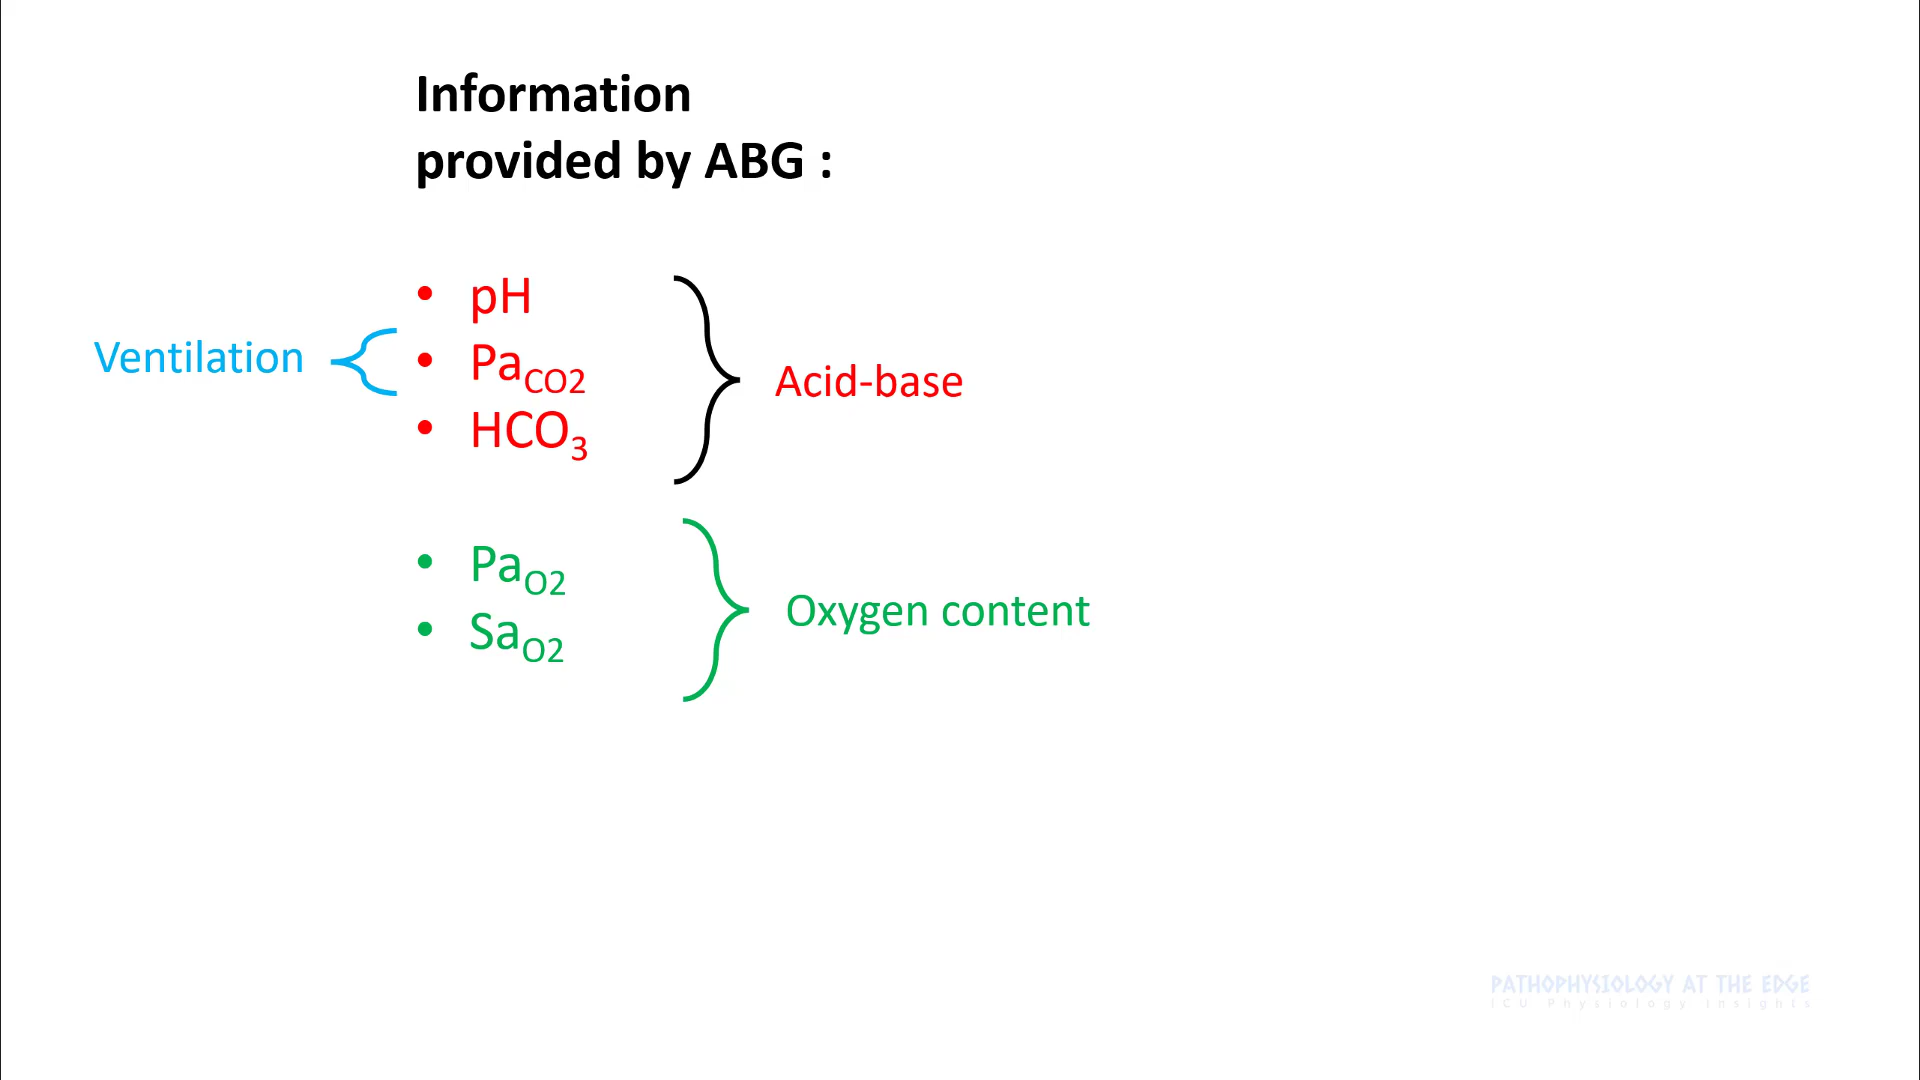 Information
provided by ABG :
• pH
Ventilation
• PaCO2
• HCO3
Acid-base
• PaO2
• SaO2
Oxygen content
PATHOPHYSIOLOGY AT THE EDGE
ICU Physiology Insights